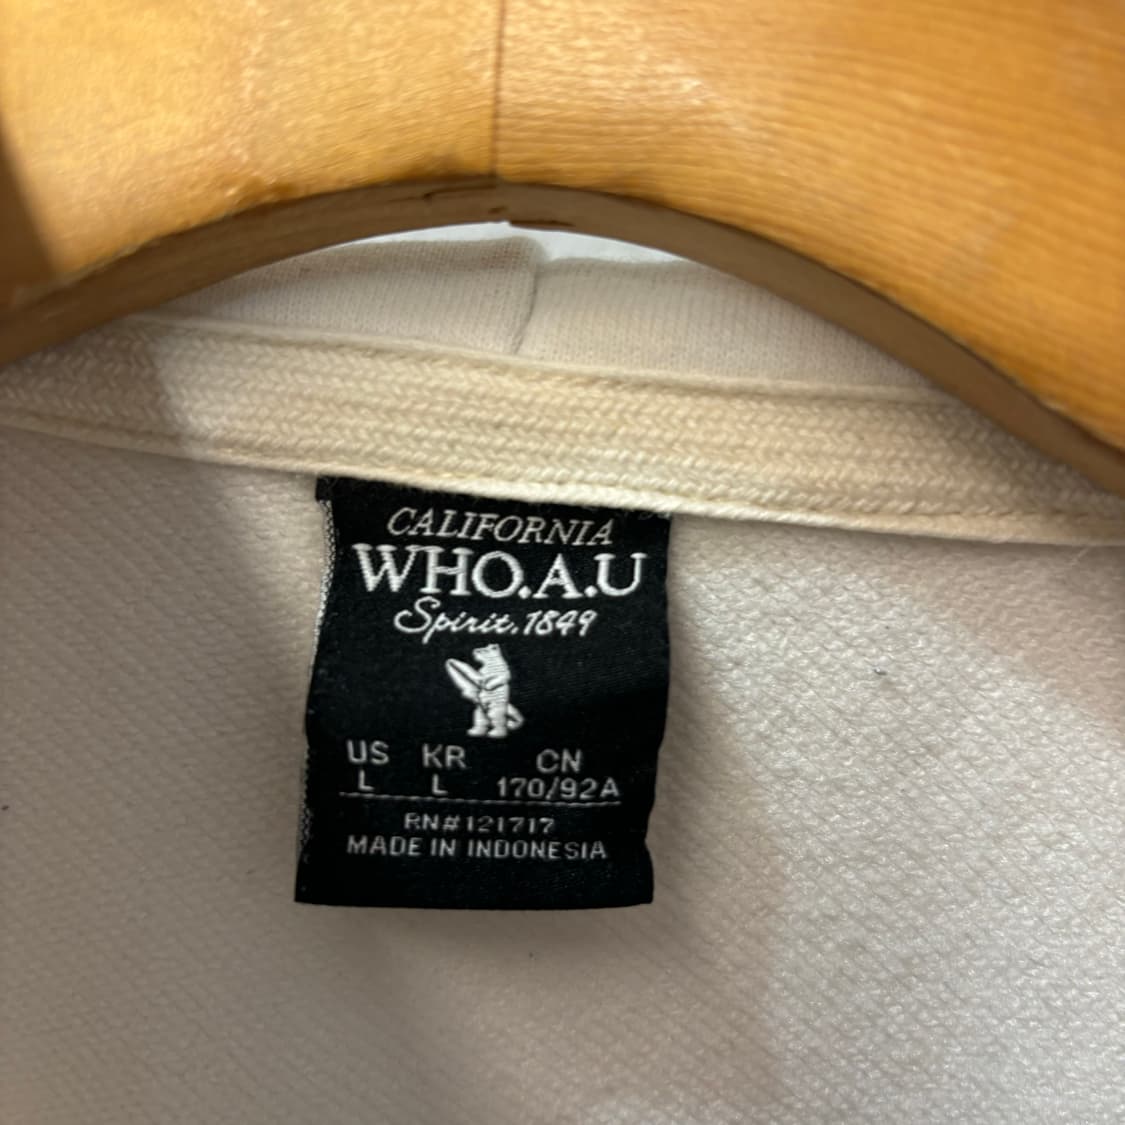 CALIFORNIA
WHO.A.U
Spirit.1849
US KR CN
L L 170/92A
RN#121717
MADE IN INDONESIA